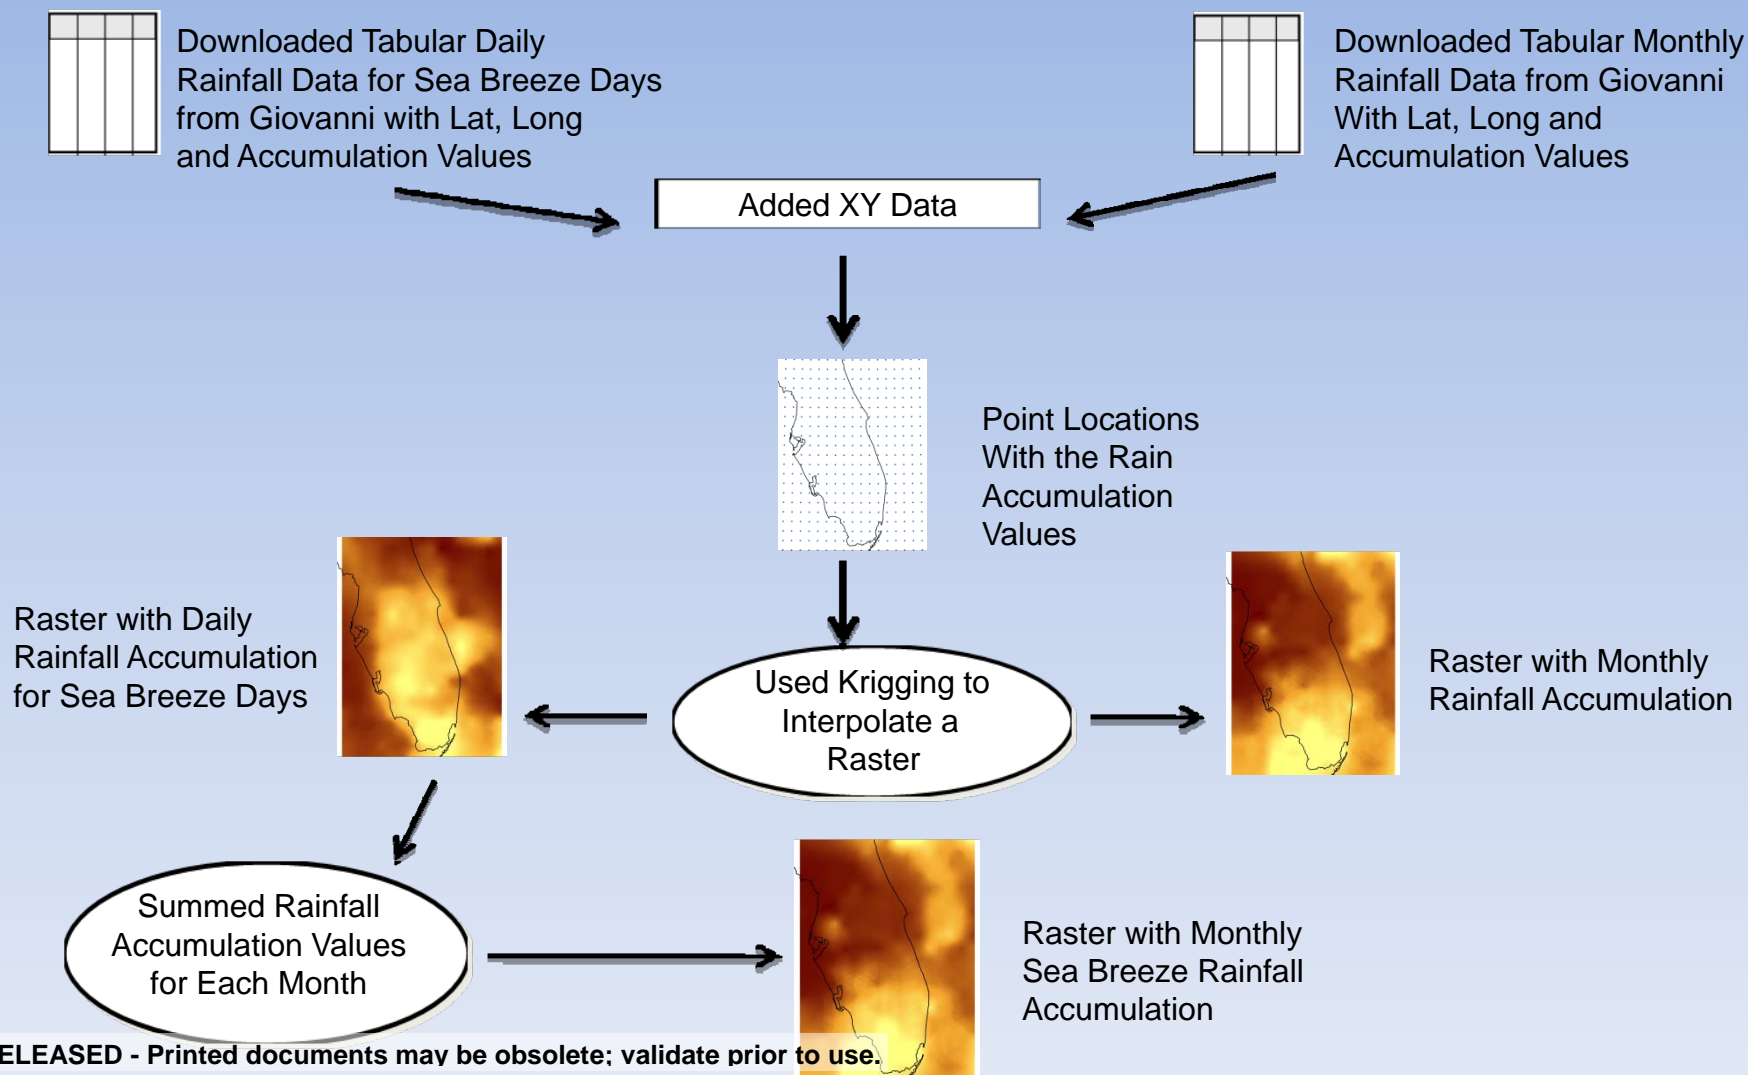 Downloaded Tabular Daily
Rainfall Data for Sea Breeze Days
from Giovanni with Lat, Long
and Accumulation Values
Downloaded Tabular Monthly
Rainfall Data from Giovanni
With Lat, Long and
Accumulation Values
Added XY Data
Point Locations
With the Rain
Accumulation
Values
Raster with Daily
Rainfall Accumulation
for Sea Breeze Days
Used Krigging to
Interpolate a
Raster
Raster with Monthly
Rainfall Accumulation
Summed Rainfall
Accumulation Values
for Each Month
Raster with Monthly
Sea Breeze Rainfall
Accumulation
ELEASED - Printed documents may be obsolete; validate prior to use.